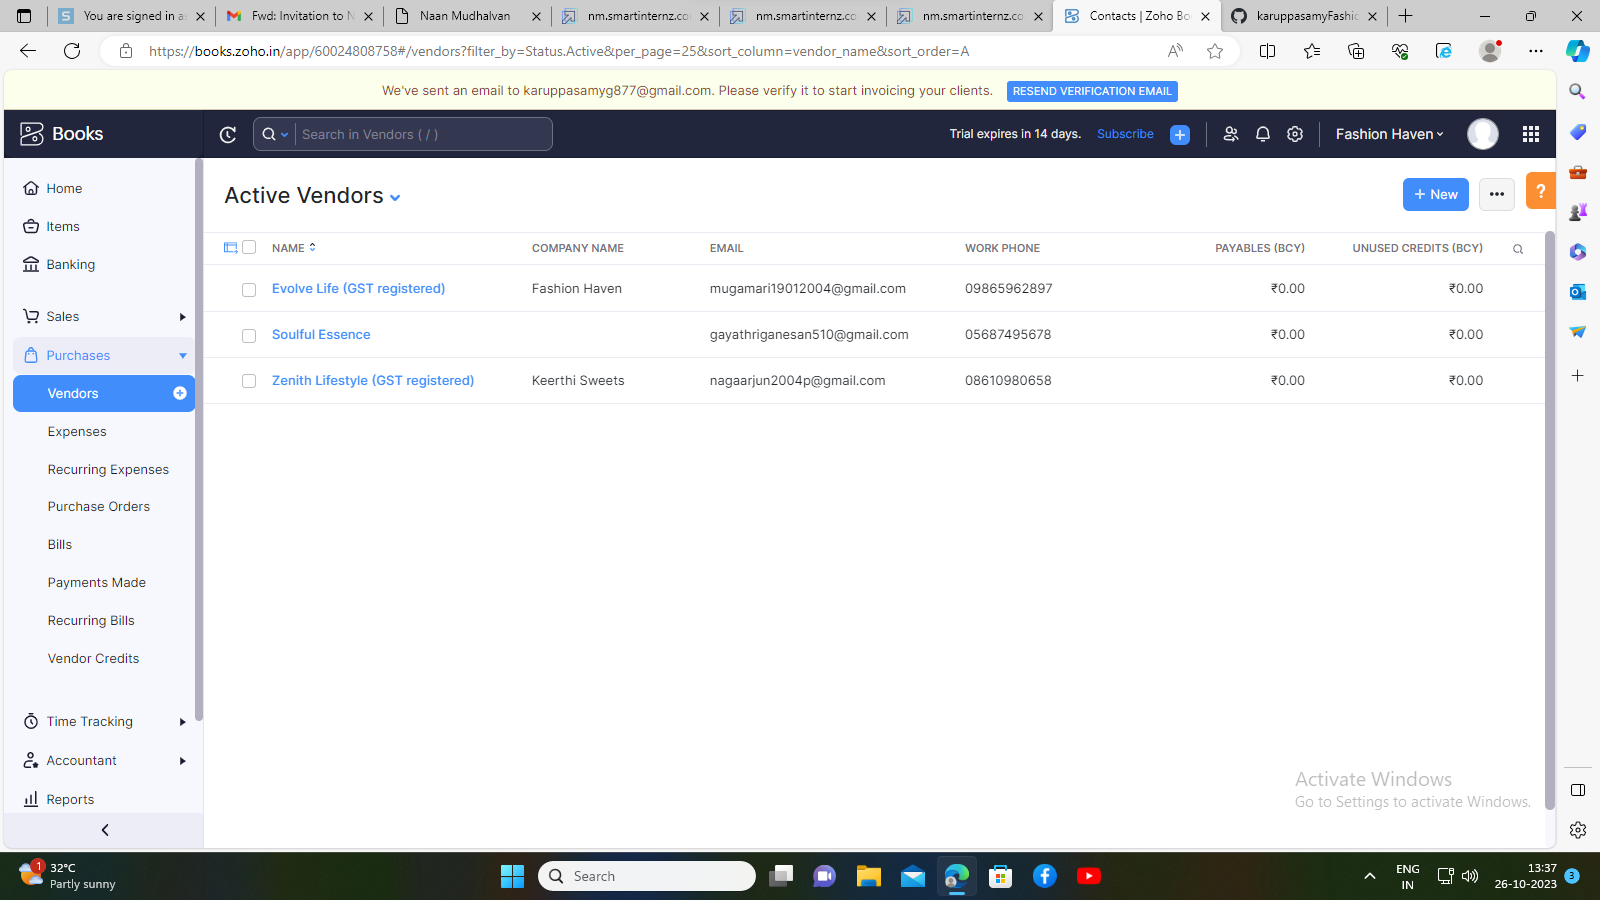 You are signed in as
Fwd: Invitation to N
Naan Mudhalvan
nm.smartinternz.co
nm.smartinternz.co
nm.smartinternz.co
Contacts | Zoho Bo
karuppasamyFashio
https://books.zoho.in/app/60024808758#/vendors?filter_by=Status.Active&per_page=25&sort_column=vendor_name&sort_order=A
We've sent an email to karuppasamyg877@gmail.com. Please verify it to start invoicing your clients. RESEND VERIFICATION EMAIL
Books
Search in Vendors ( / )
Trial expires in 14 days. Subscribe
Fashion Haven
Home
Items
Banking
Sales
Purchases
Vendors
Expenses
Recurring Expenses
Purchase Orders
Bills
Payments Made
Recurring Bills
Vendor Credits
Time Tracking
Accountant
Reports
Active Vendors
+ New
?
NAME COMPANY NAME EMAIL WORK PHONE PAYABLES (BCY) UNUSED CREDITS (BCY)
Evolve Life (GST registered) Fashion Haven mugamari19012004@gmail.com 09865962897 ₹0.00 ₹0.00
Soulful Essence gayathriganesan510@gmail.com 05687495678 ₹0.00 ₹0.00
Zenith Lifestyle (GST registered) Keerthi Sweets nagaarjun2004p@gmail.com 08610980658 ₹0.00 ₹0.00
Activate Windows
Go to Settings to activate Windows.
1
32°C
Partly sunny
Search
ENG
IN
13:37
26-10-2023
3